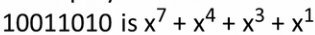 10011010 is x⁷ + x⁴ + x³ + x¹